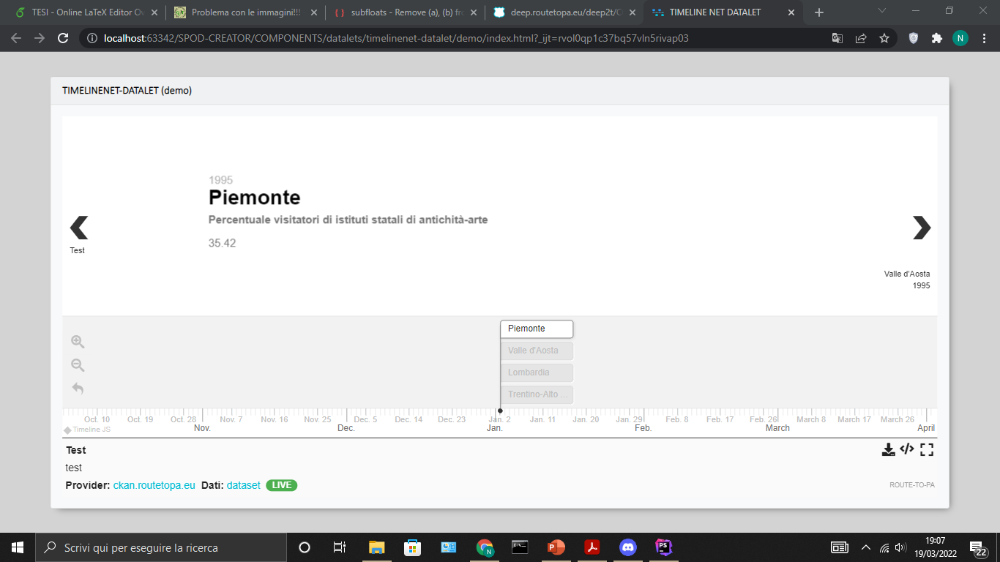 TESI - Online LaTeX Editor Ov
Problema con le immagini!!!
subfloats - Remove (a), (b) fro
deep.routetopa.eu/deep2t/C
TIMELINE NET DATALET
localhost:63342/SPOD-CREATOR/COMPONENTS/datalets/timelinenet-datalet/demo/index.html?_ijt=rvol0qp1c37bq57vln5rivap03
N
TIMELINENET-DATALET (demo)
1995
Piemonte
Percentuale visitatori di istituti statali di antichità-arte
35.42
Test
Valle d'Aosta
1995
Piemonte
Valle d'Aosta
Lombardia
Trentino-Alto ...
Oct. 10 Oct. 19 Oct. 28 Nov. 7 Nov. 16 Nov. 25 Dec. 5 Dec. 14 Dec. 23 Jan. 2 Jan. 11 Jan. 20 Jan. 29 Feb. 8 Feb. 17 Feb. 26 March 8 March 17 March 26
Timeline JS Nov. Dec. Jan. Feb. March April
Test
test
Provider: ckan.routetopa.eu Dati: dataset LIVE
ROUTE-TO-PA
Scrivi qui per eseguire la ricerca
N
PS
19:07
19/03/2022
22